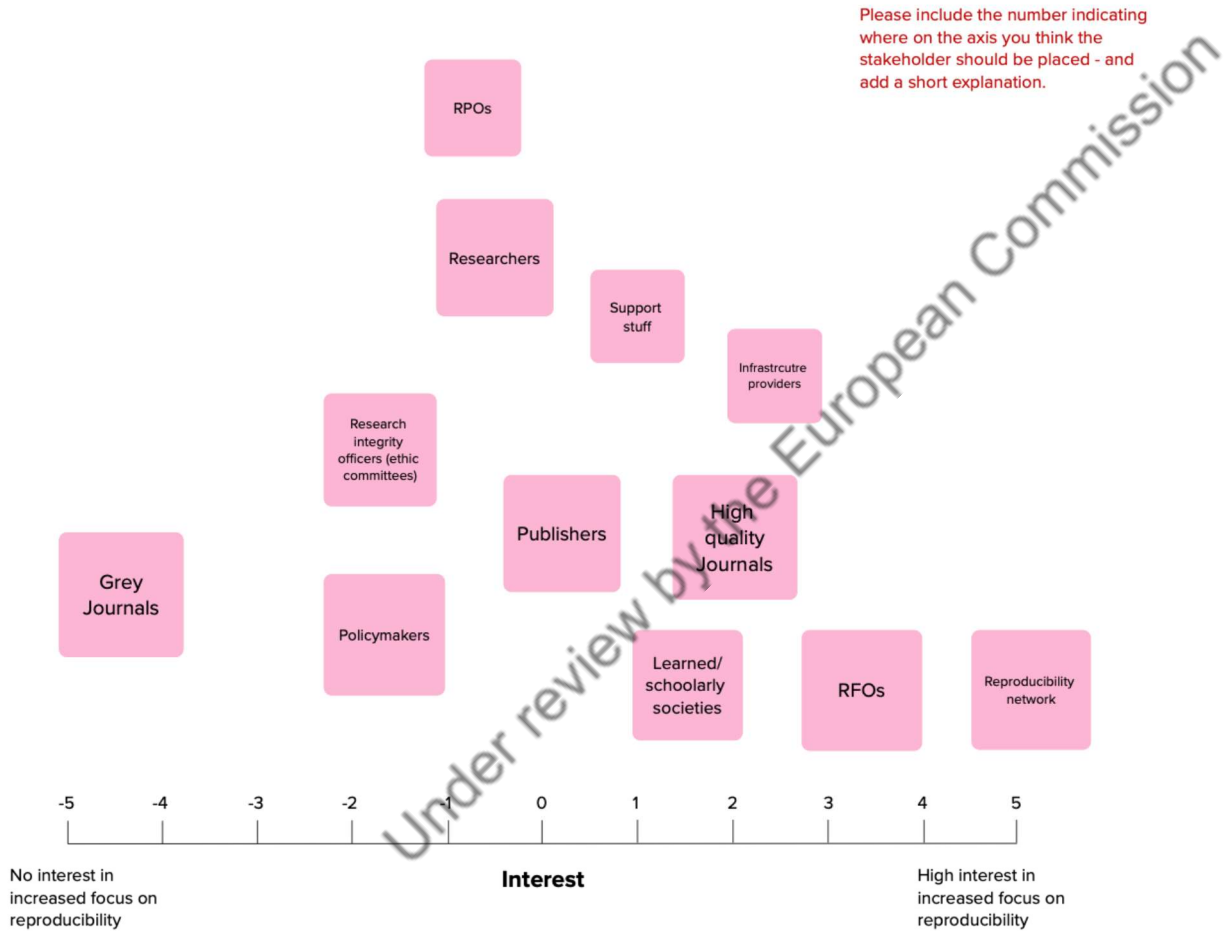 Please include the number indicating
where on the axis you think the
stakeholder should be placed - and
add a short explanation.
RPOs
Researchers
Support
stuff
Infrastrcutre
providers
Research
integrity
officers (ethic
committees)
Publishers
High
quality
Journals
Grey
Journals
Policymakers
Learned/
schoolarly
societies
RFOs
Reproducibility
network
Under review by the European Commission
-5 -4 -3 -2 -1 0 1 2 3 4 5
No interest in
increased focus on
reproducibility
Interest
High interest in
increased focus on
reproducibility